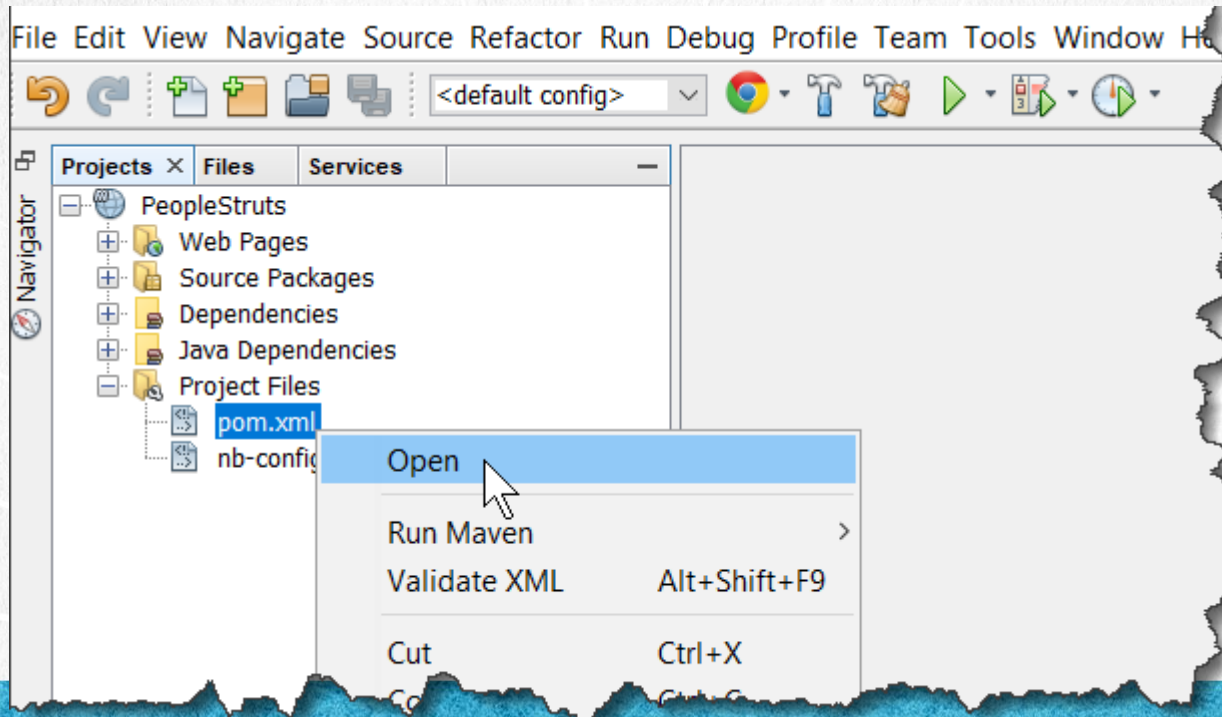 File Edit View Navigate Source Refactor Run Debug Profile Team Tools Window
<default config>
Projects Files Services
Navigator
PeopleStruts
Web Pages
Source Packages
Dependencies
Java Dependencies
Project Files
pom.xml
nb-config
Open
Run Maven
Validate XML Alt+Shift+F9
Cut Ctrl+X